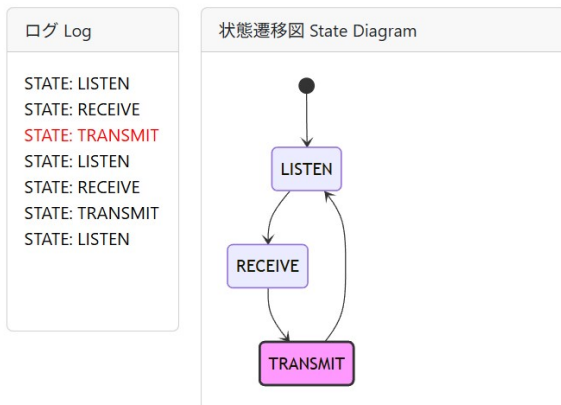 ログ Log
STATE: LISTEN
STATE: RECEIVE
STATE: TRANSMIT
STATE: LISTEN
STATE: RECEIVE
STATE: TRANSMIT
STATE: LISTEN
状態遷移図 State Diagram
LISTEN
RECEIVE
TRANSMIT